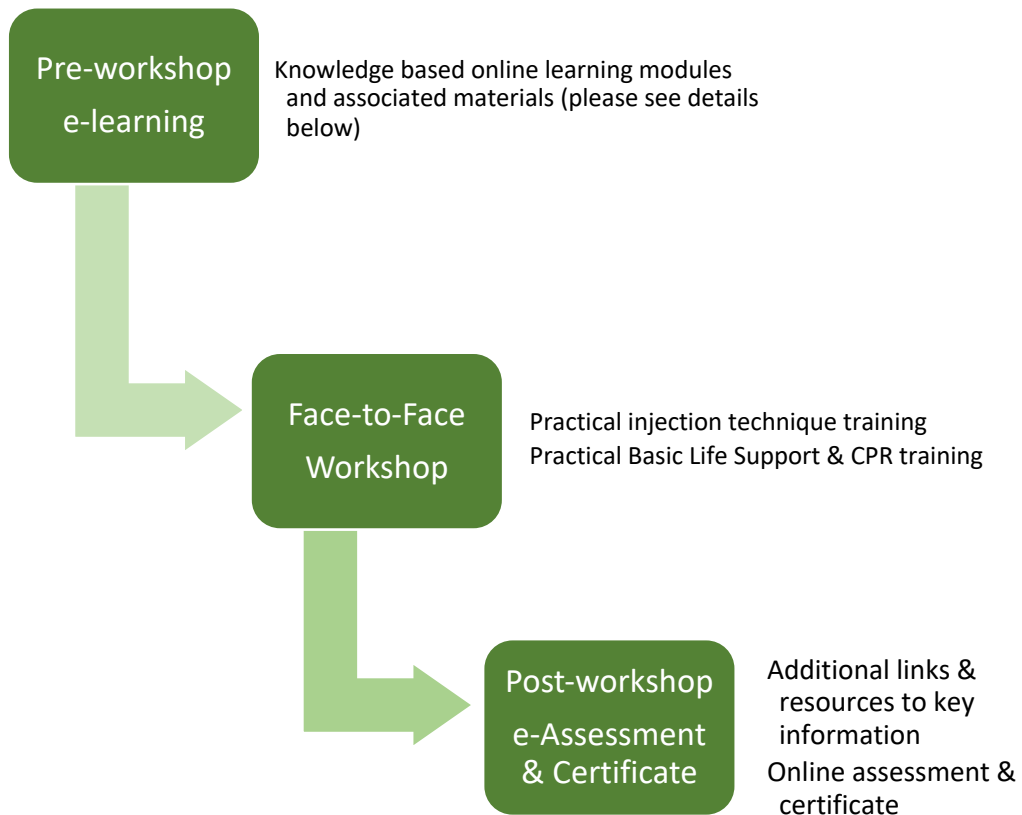 Pre-workshop
e-learning
Knowledge based online learning modules
and associated materials (please see details
below)
Face-to-Face
Workshop
Practical injection technique training
Practical Basic Life Support & CPR training
Post-workshop
e-Assessment
& Certificate
Additional links &
resources to key
information
Online assessment &
certificate